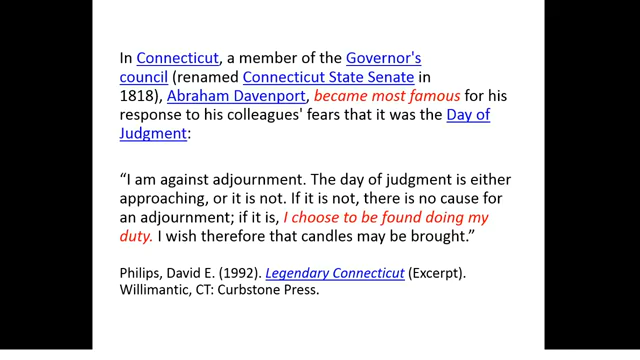 In Connecticut, a member of the Governor's
council (renamed Connecticut State Senate in
1818), Abraham Davenport, became most famous for his
response to his colleagues' fears that it was the Day of
Judgment:
“I am against adjournment. The day of judgment is either
approaching, or it is not. If it is not, there is no cause for
an adjournment; if it is, I choose to be found doing my
duty. I wish therefore that candles may be brought.”
Philips, David E. (1992). Legendary Connecticut (Excerpt).
Willimantic, CT: Curbstone Press.